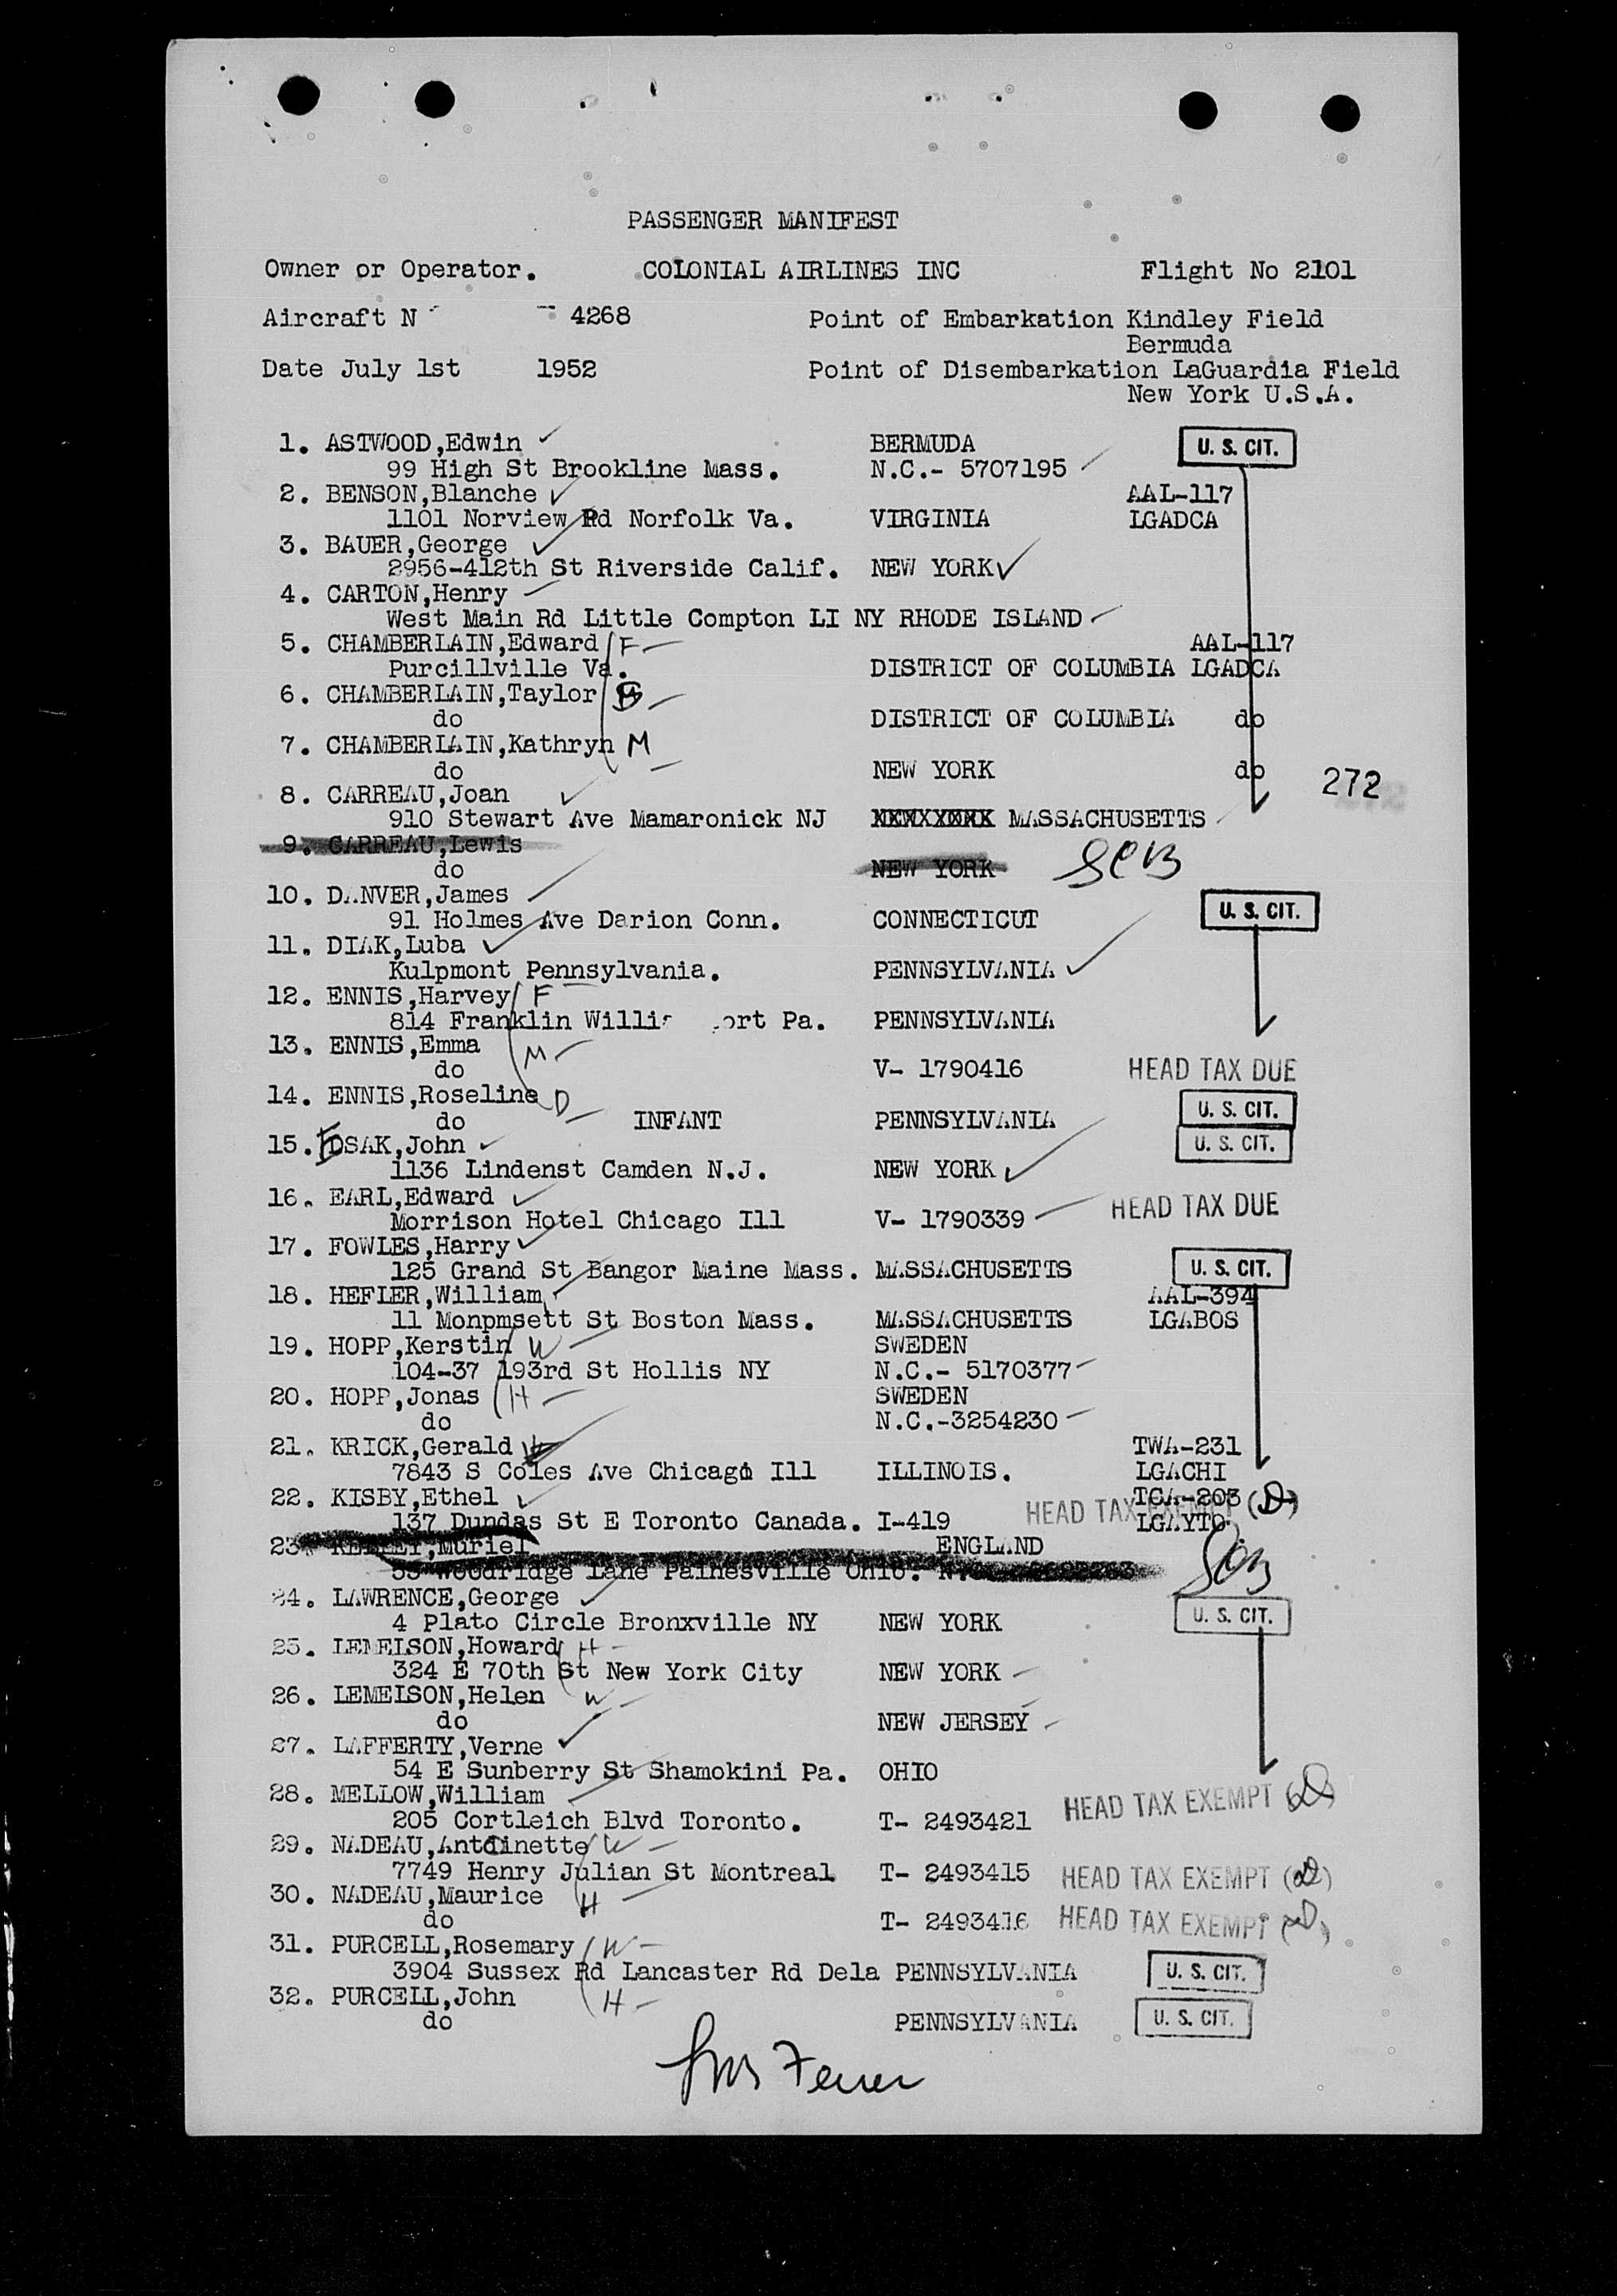 PASSENGER MANIFEST
Owner or Operator. COLONIAL AIRLINES INC Flight No 2101
Aircraft N 4268 Point of Embarkation Kindley Field
Bermuda
Date July 1st 1952 Point of Disembarkation LaGuardia Field
New York U.S.A.
1. ASTWOOD,Edwin BERMUDA U. S. CIT.
99 High St Brookline Mass. N.C.- 5707195
2. BENSON,Blanche AAL-117
1101 Norview Rd Norfolk Va. VIRGINIA LGADCA
3. BAUER,George
2956-412th St Riverside Calif. NEW YORK
4. CARTON,Henry
West Main Rd Little Compton LI NY RHODE ISLAND
5. CHAMBERLAIN,Edward F AAL-117
Purcillville Va. DISTRICT OF COLUMBIA LGADCA
6. CHAMBERLAIN,Taylor
do DISTRICT OF COLUMBIA do
7. CHAMBERLAIN,Kathryn M
do NEW YORK do 272
8. CARREAU,Joan
910 Stewart Ave Mamaronick NJ MASSACHUSETTS
9. CARREAU,Lewis
do NEW YORK
10. DANVER,James
91 Holmes Ave Darion Conn. CONNECTICUT U. S. CIT.
11. DIAK,Luba
Kulpmont Pennsylvania. PENNSYLVANIA
12. ENNIS,Harvey F
814 Franklin Pa. PENNSYLVANIA
13. ENNIS,Emma M
do V- 1790416 HEAD TAX DUE
14. ENNIS,Roseline D
do INFANT PENNSYLVANIA U. S. CIT.
15. John U. S. CIT.
1136 Lindenst Camden N.J. NEW YORK
16. EARL,Edward
Morrison Hotel Chicago Ill V- 1790339 HEAD TAX DUE
17. FOWLES,Harry
125 Grand St Bangor Maine Mass. MASSACHUSETTS U. S. CIT.
18. HEFLER,William AAL-394
11 Monpmsett St Boston Mass. MASSACHUSETTS LGABOS
19. HOPP,Kerstin W SWEDEN
104-37 193rd St Hollis NY N.C.- 5170377
20. HOPP,Jonas H SWEDEN
do N.C.-3254230
21. KRICK,Gerald TWA-231
7843 S Coles Ave Chicago Ill ILLINOIS. LGACHI
22. KISBY,Ethel TCA-203
137 Dundas St E Toronto Canada. I-419 HEAD TAX EXEMPT LGAYTO
23. Muriel ENGLAND
Woodridge Lane Painesville Ohio.
24. LAWRENCE,George
4 Plato Circle Bronxville NY NEW YORK U. S. CIT.
25. LEMELSON,Howard H
324 E 70th St New York City NEW YORK
26. LEMELSON,Helen W
do NEW JERSEY
27. LAFFERTY,Verne
54 E Sunberry St Shamokini Pa. OHIO
28. MELLOW,William
205 Cortleich Blvd Toronto. T- 2493421 HEAD TAX EXEMPT
29. NADEAU,Antoinette W
7749 Henry Julian St Montreal T- 2493415 HEAD TAX EXEMPT
30. NADEAU,Maurice H
do T- 2493416 HEAD TAX EXEMPT
31. PURCELL,Rosemary W
3904 Sussex Rd Lancaster Rd Dela PENNSYLVANIA U. S. CIT.
32. PURCELL,John H
do PENNSYLVANIA U. S. CIT.